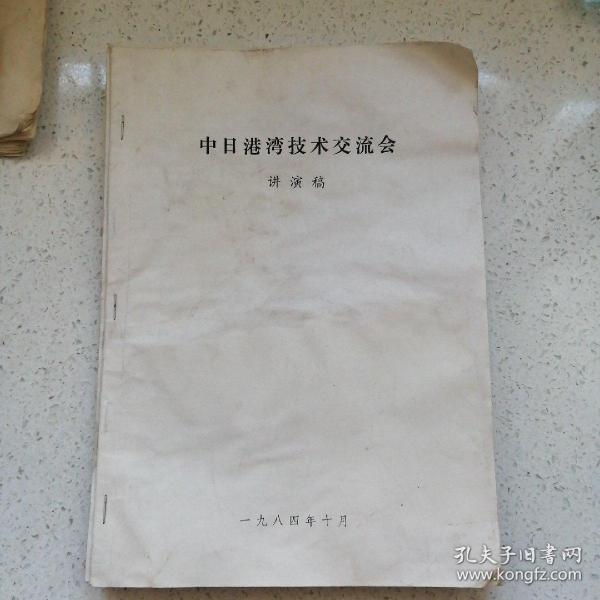 中日港湾技术交流会
讲演稿
一九八四年十月
孔夫子旧书网
www.kongfz.com